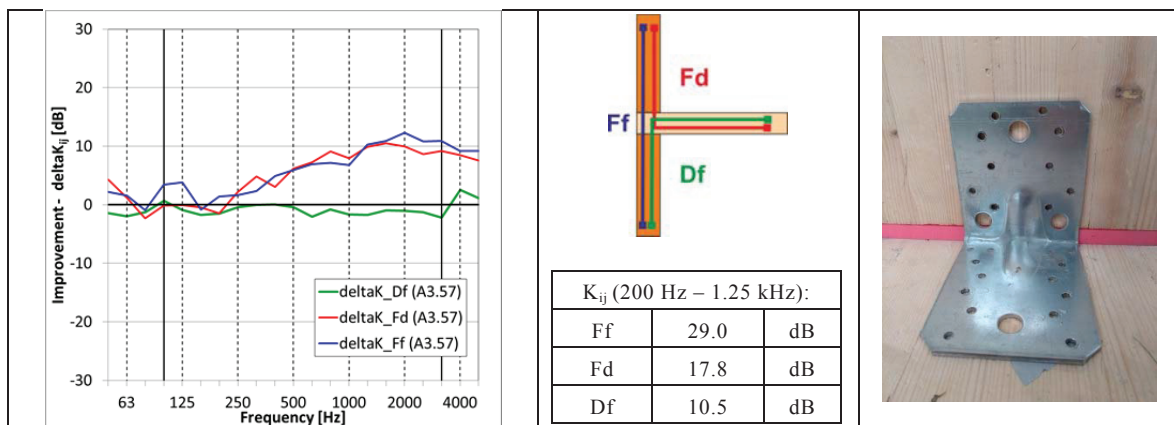 30
20
10
0
-10
-20
-30
Improvement - deltaKij [dB]
deltaK_Df (A3.57)
deltaK_Fd (A3.57)
deltaK_Ff (A3.57)
63 125 250 500 1000 2000 4000
Frequency [Hz]
Fd
Ff
Df
Kij (200 Hz – 1.25 kHz):
Ff 29.0 dB
Fd 17.8 dB
Df 10.5 dB